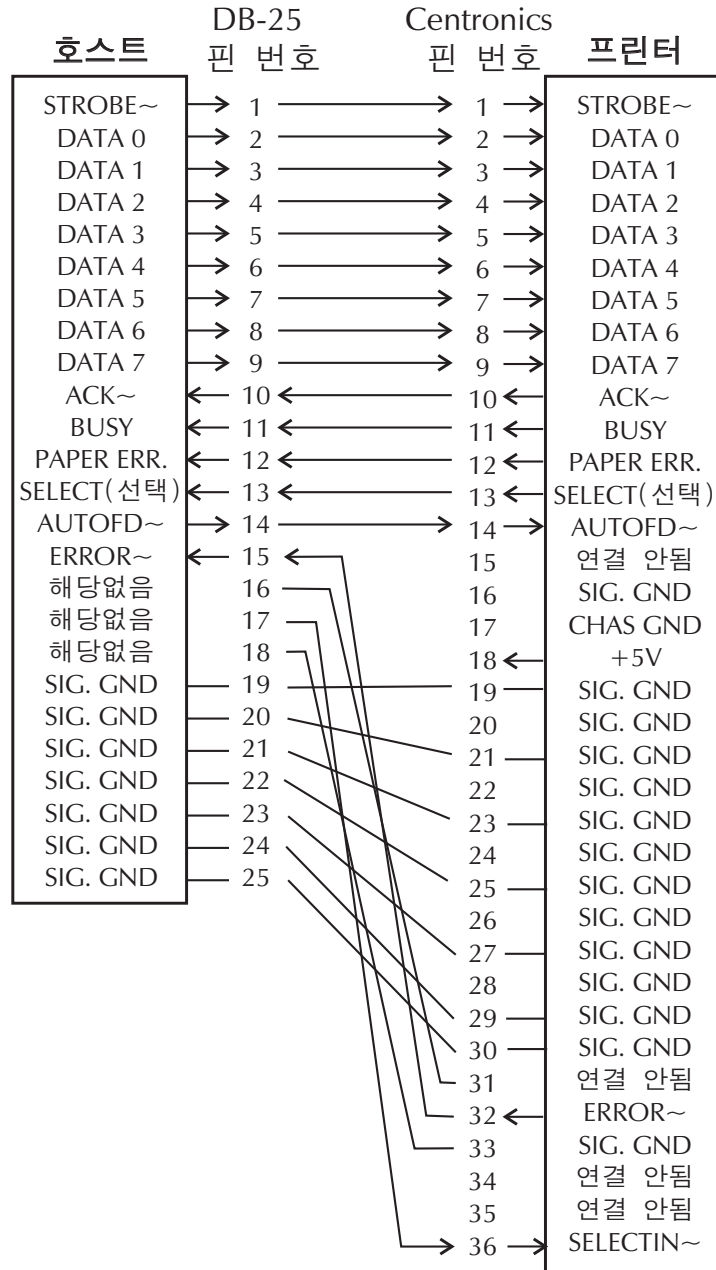 DB-25 Centronics
호스트 핀 번호 핀 번호 프린터
STROBE~ 1 1 STROBE~
DATA 0 2 2 DATA 0
DATA 1 3 3 DATA 1
DATA 2 4 4 DATA 2
DATA 3 5 5 DATA 3
DATA 4 6 6 DATA 4
DATA 5 7 7 DATA 5
DATA 6 8 8 DATA 6
DATA 7 9 9 DATA 7
ACK~ 10 10 ACK~
BUSY 11 11 BUSY
PAPER ERR. 12 12 PAPER ERR.
SELECT(선택) 13 13 SELECT(선택)
AUTOFD~ 14 14 AUTOFD~
ERROR~ 15 15 연결 안됨
해당없음 16 16 SIG. GND
해당없음 17 17 CHAS GND
해당없음 18 18 +5V
SIG. GND 19 19 SIG. GND
SIG. GND 20 20 SIG. GND
SIG. GND 21 21 SIG. GND
SIG. GND 22 22 SIG. GND
SIG. GND 23 23 SIG. GND
SIG. GND 24 24 SIG. GND
SIG. GND 25 25 SIG. GND
26 SIG. GND
27 SIG. GND
28 SIG. GND
29 SIG. GND
30 SIG. GND
31 연결 안됨
32 ERROR~
33 SIG. GND
34 연결 안됨
35 연결 안됨
36 SELECTIN~